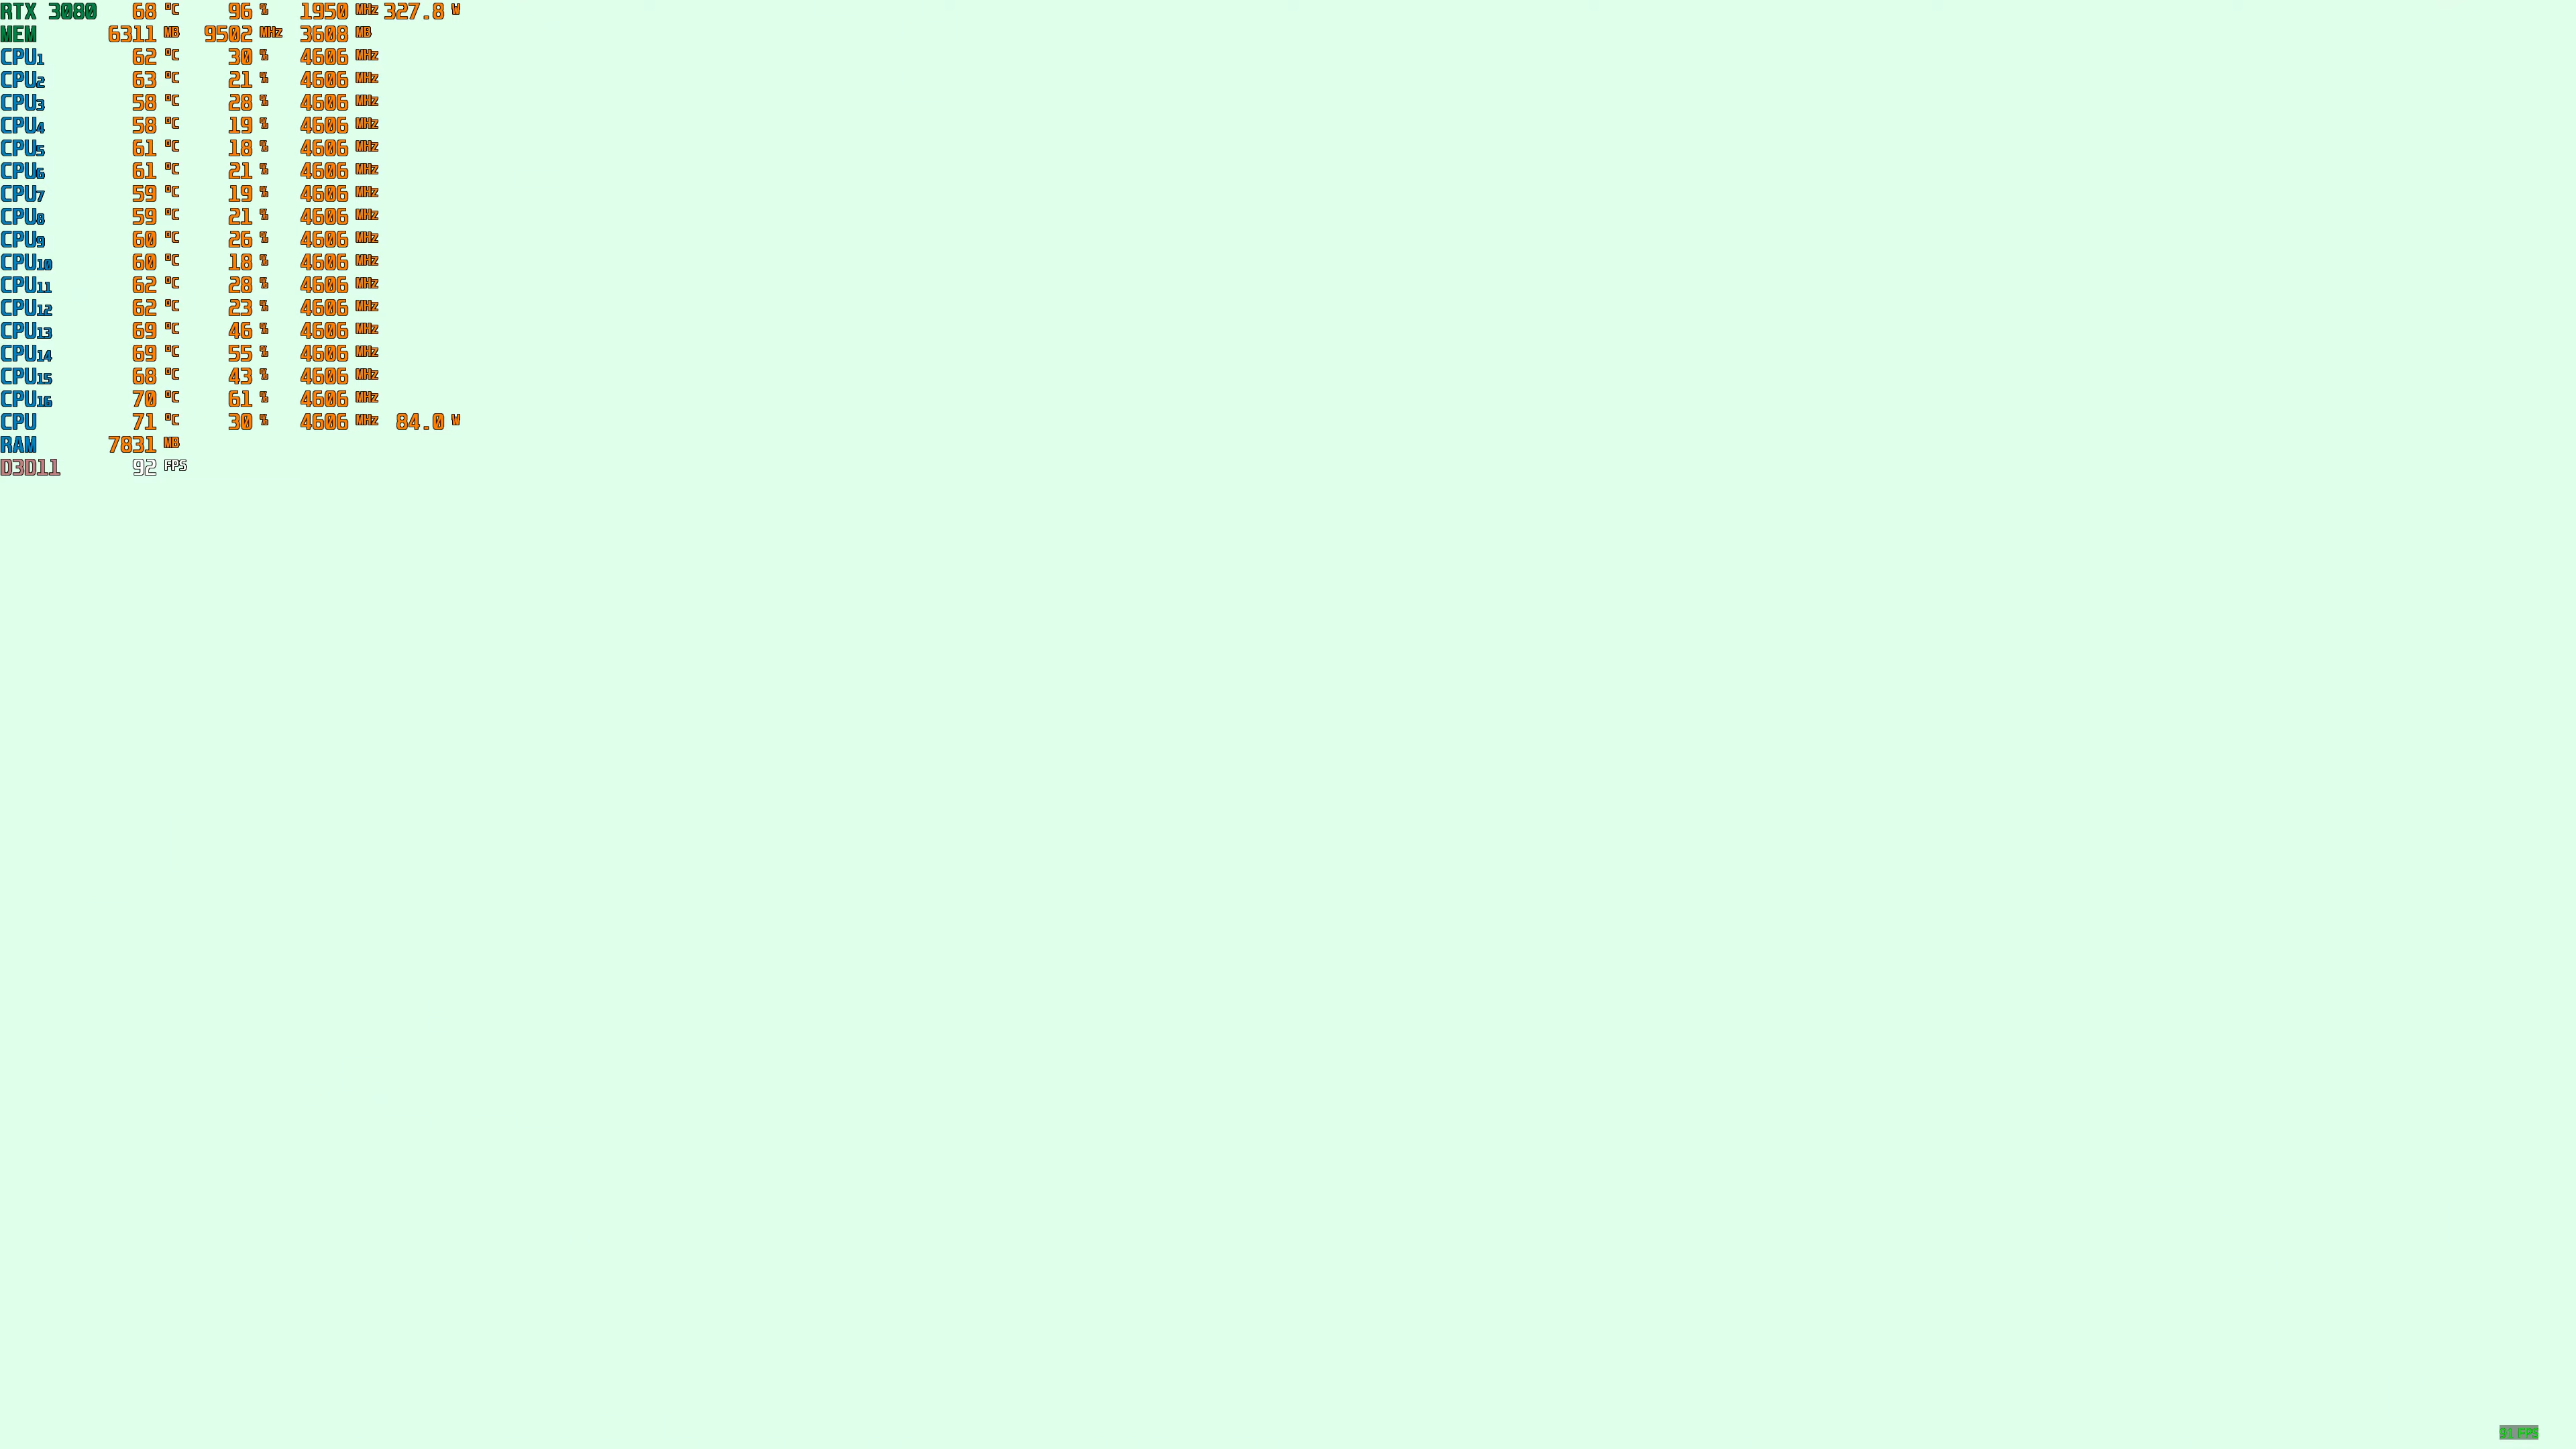 RTX 3080 68 °C 96 % 1950 MHz 327.8 W
MEM 6311 MB 9502 MHz 3608 MB
CPU1 62 °C 30 % 4606 MHz
CPU2 63 °C 21 % 4606 MHz
CPU3 58 °C 28 % 4606 MHz
CPU4 58 °C 19 % 4606 MHz
CPU5 61 °C 18 % 4606 MHz
CPU6 61 °C 21 % 4606 MHz
CPU7 59 °C 19 % 4606 MHz
CPU8 59 °C 21 % 4606 MHz
CPU9 60 °C 26 % 4606 MHz
CPU10 60 °C 18 % 4606 MHz
CPU11 62 °C 28 % 4606 MHz
CPU12 62 °C 23 % 4606 MHz
CPU13 69 °C 46 % 4606 MHz
CPU14 69 °C 55 % 4606 MHz
CPU15 68 °C 43 % 4606 MHz
CPU16 70 °C 61 % 4606 MHz
CPU 71 °C 30 % 4606 MHz 84.0 W
RAM 7831 MB
D3D11 92 FPS
91 FPS